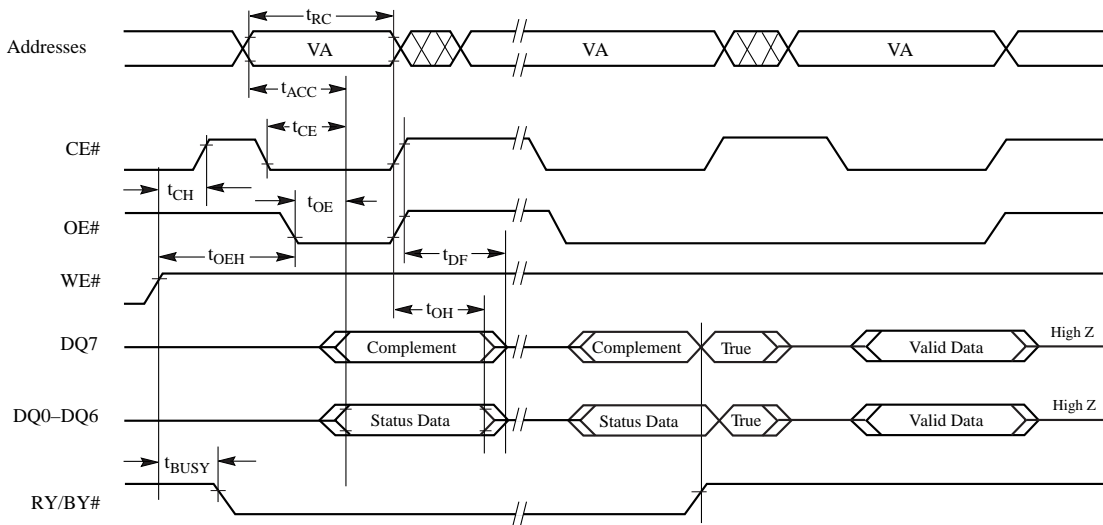 tRC
Addresses VA VA VA
tACC
tCE
CE#
tCH tOE
OE#
tOEH tDF
WE#
tOH
DQ7 Complement Complement True Valid Data High Z
DQ0–DQ6 Status Data Status Data True Valid Data High Z
tBUSY
RY/BY#